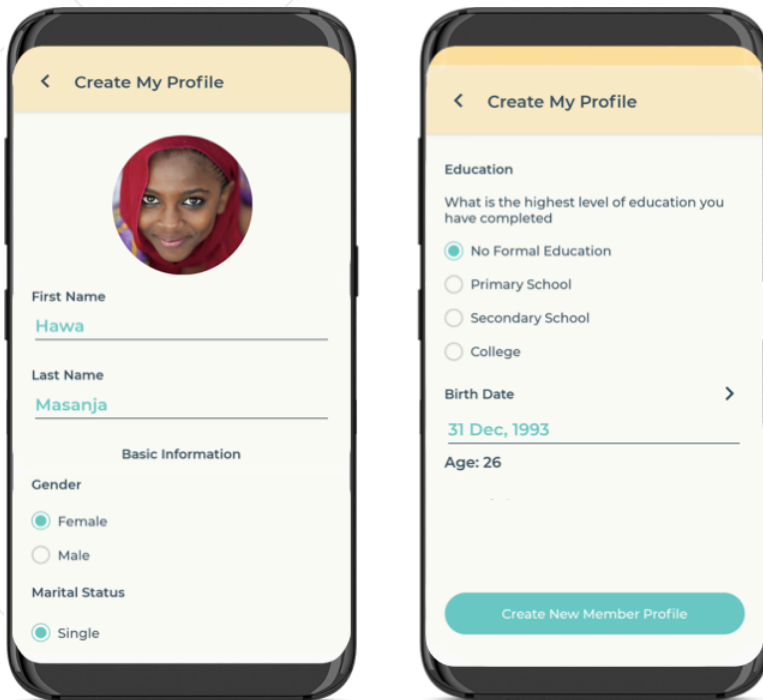 Create My Profile
First Name
Hawa
Last Name
Masanja
Basic Information
Gender
Female
Male
Marital Status
Single
Create My Profile
Education
What is the highest level of education you
have completed
No Formal Education
Primary School
Secondary School
College
Birth Date
31 Dec, 1993
Age: 26
Create New Member Profile